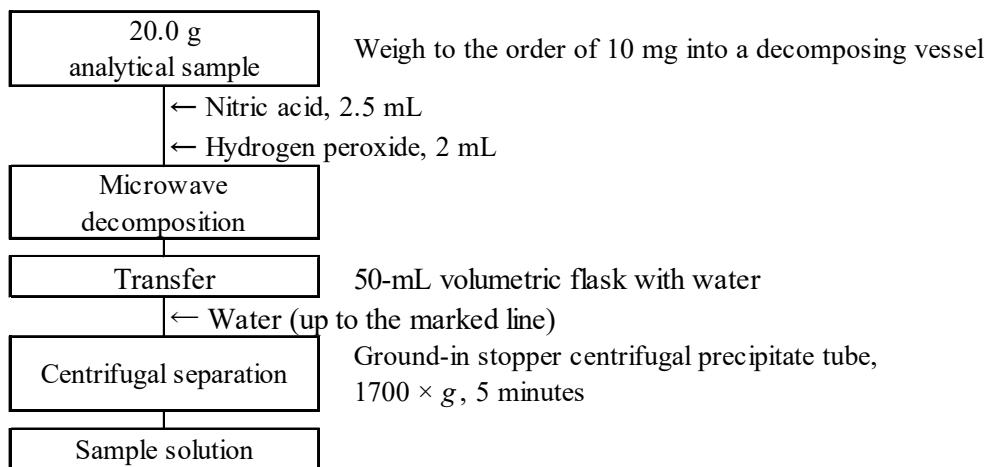 20.0 g
analytical sample
Weigh to the order of 10 mg into a decomposing vessel
← Nitric acid, 2.5 mL
← Hydrogen peroxide, 2 mL
Microwave
decomposition
Transfer
50-mL volumetric flask with water
← Water (up to the marked line)
Centrifugal separation
Ground-in stopper centrifugal precipitate tube,
1700 × g, 5 minutes
Sample solution